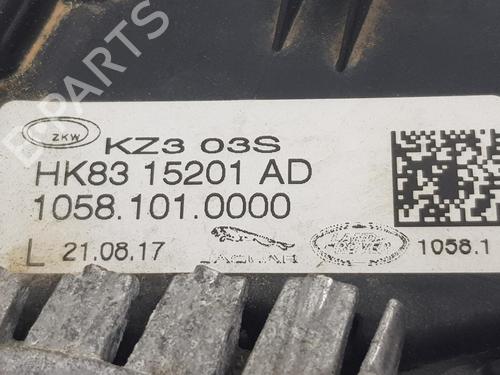 B-PARTS
ZKW KZ3 03S
HK83 15201 AD
1058.101.0000
L 21.08.17 JAGUAR LAND ROVER 1058.1